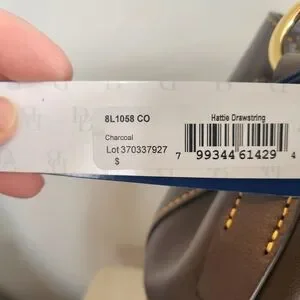 8L1058 CO
Charcoal
Lot 370337927
$
Hattie Drawstring
7 99344 61429 4